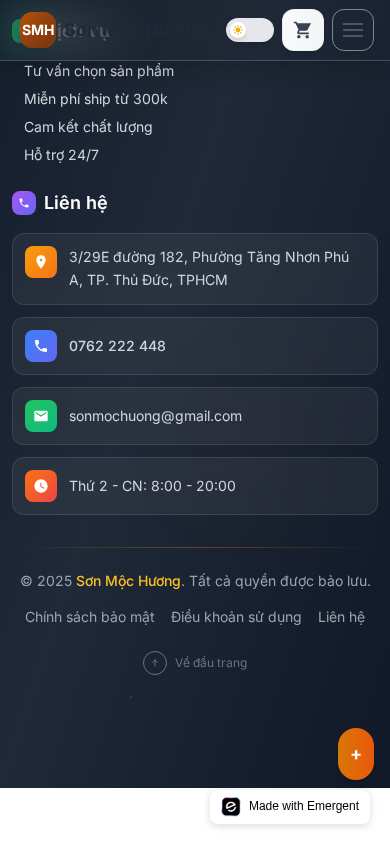 SMH
Tư vấn chọn sản phẩm
Miễn phí ship từ 300k
Cam kết chất lượng
Hỗ trợ 24/7
Liên hệ
3/29E đường 182, Phường Tăng Nhơn Phú
A, TP. Thủ Đức, TPHCM
0762 222 448
sonmochuong@gmail.com
Thứ 2 - CN: 8:00 - 20:00
© 2025 Sơn Mộc Hương. Tất cả quyền được bảo lưu.
Chính sách bảo mật Điều khoản sử dụng Liên hệ
Về đầu trang
+
Made with Emergent